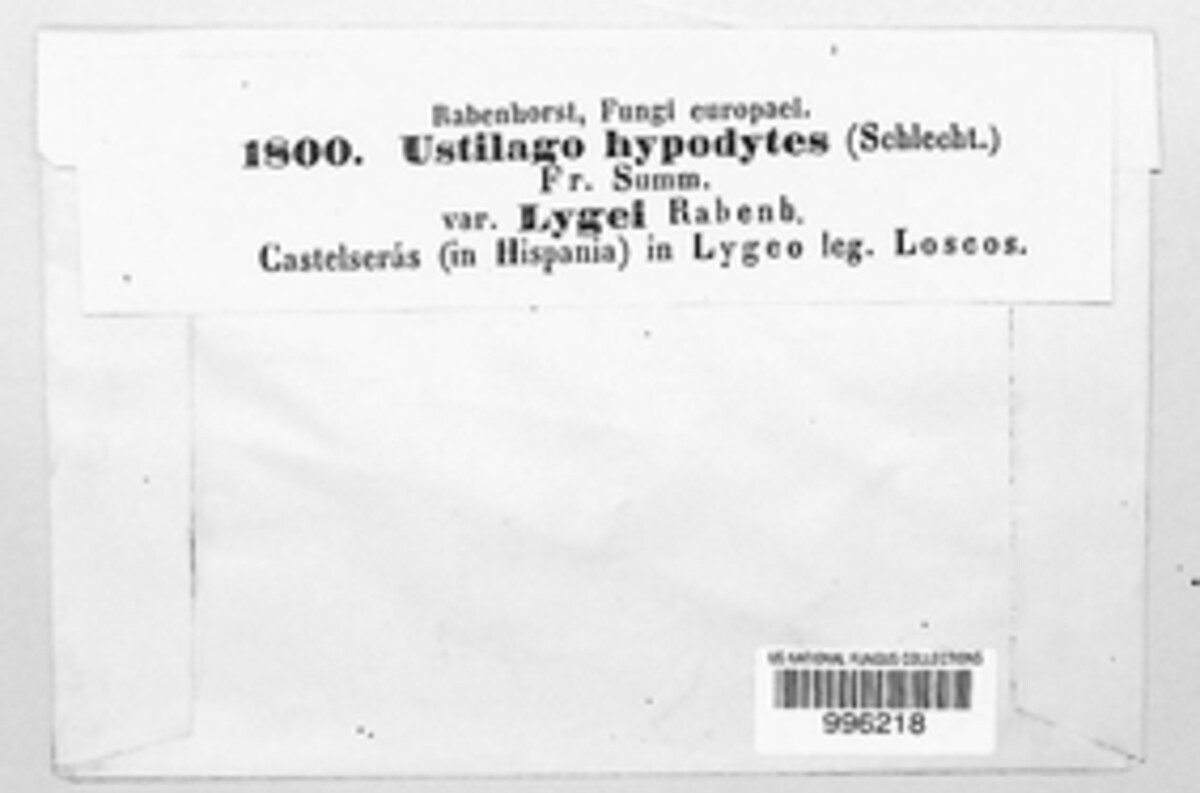 Rabenhorst, Fungi europaei.
1800. Ustilago hypodytes (Schlecht.)
Fr. Summ.
var. Lygei Rabenh.
Castelserás (in Hispania) in Lygeo leg. Loscos.
US NATIONAL FUNGUS COLLECTIONS
996218